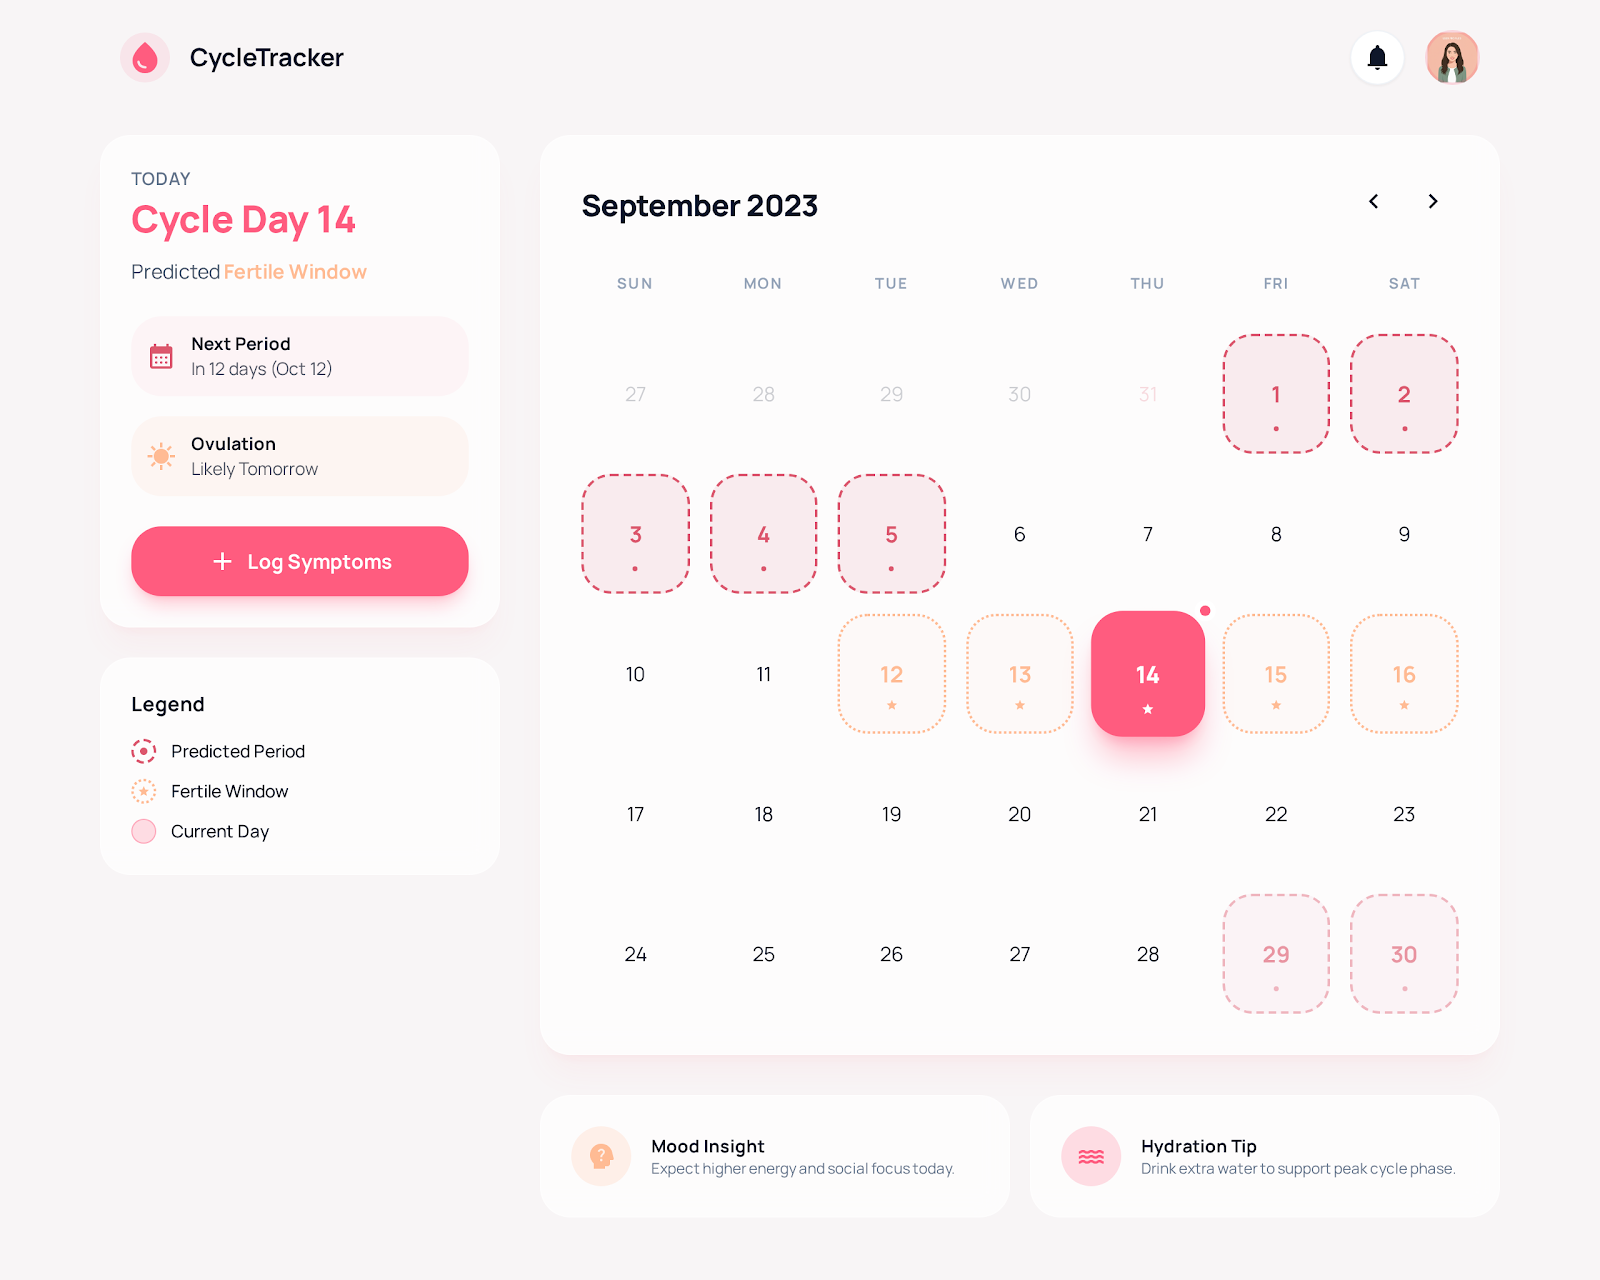 CycleTracker
TODAY
Cycle Day 14
Predicted Fertile Window
Next Period
In 12 days (Oct 12)
Ovulation
Likely Tomorrow
Log Symptoms
Legend
Predicted Period
Fertile Window
Current Day
September 2023
SUN MON TUE WED THU FRI SAT
27 28 29 30 31 1 2
3 4 5 6 7 8 9
10 11 12 13 14 15 16
17 18 19 20 21 22 23
24 25 26 27 28 29 30
Mood Insight
Expect higher energy and social focus today.
Hydration Tip
Drink extra water to support peak cycle phase.